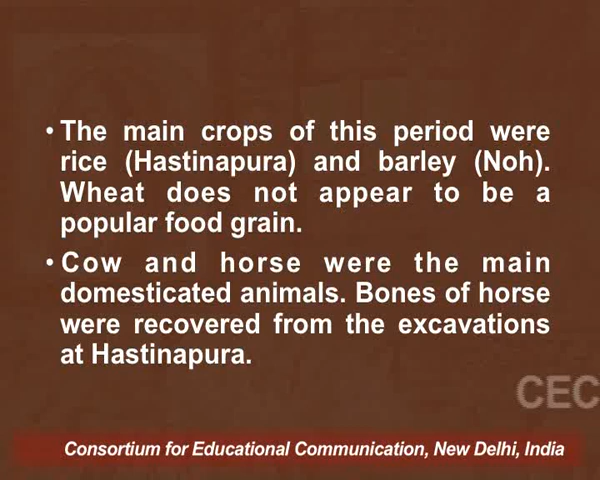 • The main crops of this period were
rice (Hastinapura) and barley (Noh).
Wheat does not appear to be a
popular food grain.
• Cow and horse were the main
domesticated animals. Bones of horse
were recovered from the excavations
at Hastinapura.
CEC
Consortium for Educational Communication, New Delhi, India